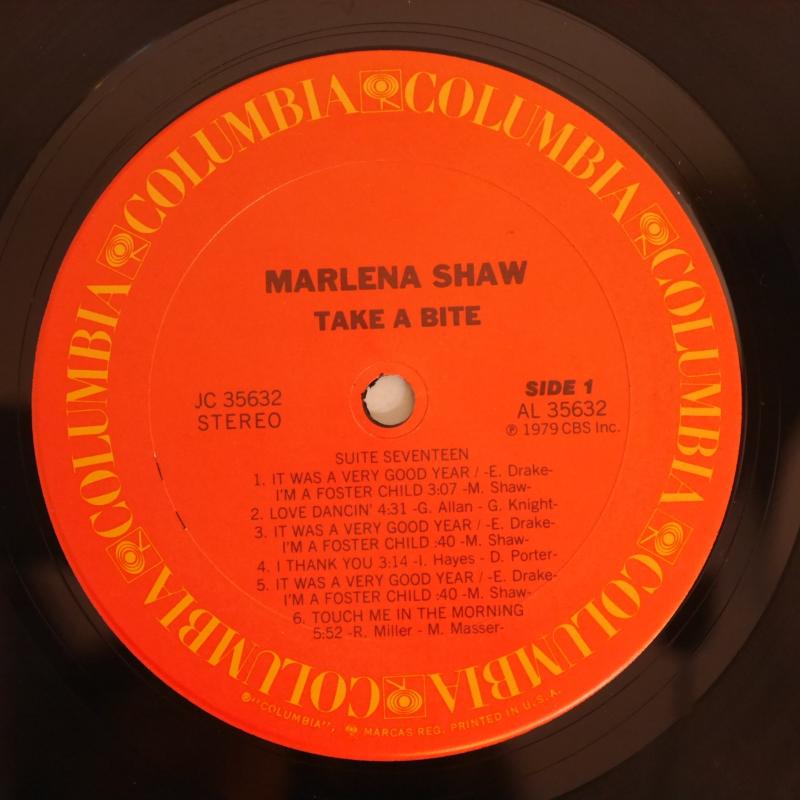 COLUMBIA COLUMBIA COLUMBIA COLUMBIA COLUMBIA COLUMBIA COLUMBIA COLUMBIA
MARLENA SHAW
TAKE A BITE
JC 35632
STEREO
SIDE 1
AL 35632
℗ 1979 CBS Inc.
SUITE SEVENTEEN
1. IT WAS A VERY GOOD YEAR / -E. Drake-
I'M A FOSTER CHILD 3:07 -M. Shaw-
2. LOVE DANCIN' 4:31 -G. Allan - G. Knight-
3. IT WAS A VERY GOOD YEAR / -E. Drake-
I'M A FOSTER CHILD :40 -M. Shaw-
4. I THANK YOU 3:14 -I. Hayes - D. Porter-
5. IT WAS A VERY GOOD YEAR / -E. Drake-
I'M A FOSTER CHILD :40 -M. Shaw-
6. TOUCH ME IN THE MORNING
5:52 -R. Miller - M. Masser-
®"COLUMBIA", MARCAS REG. PRINTED IN U.S.A.